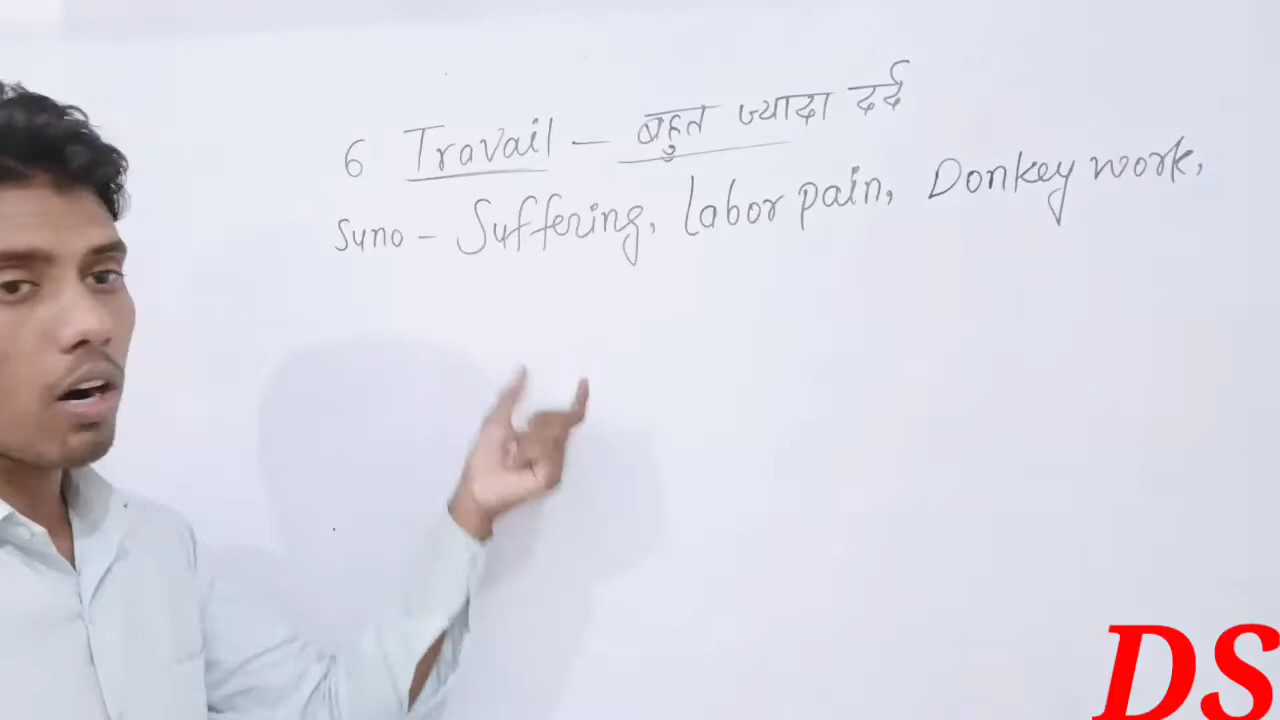 6 Travail – बहुत ज्यादा दर्द
Syno – Suffering, Labor pain, Donkey work,
DS